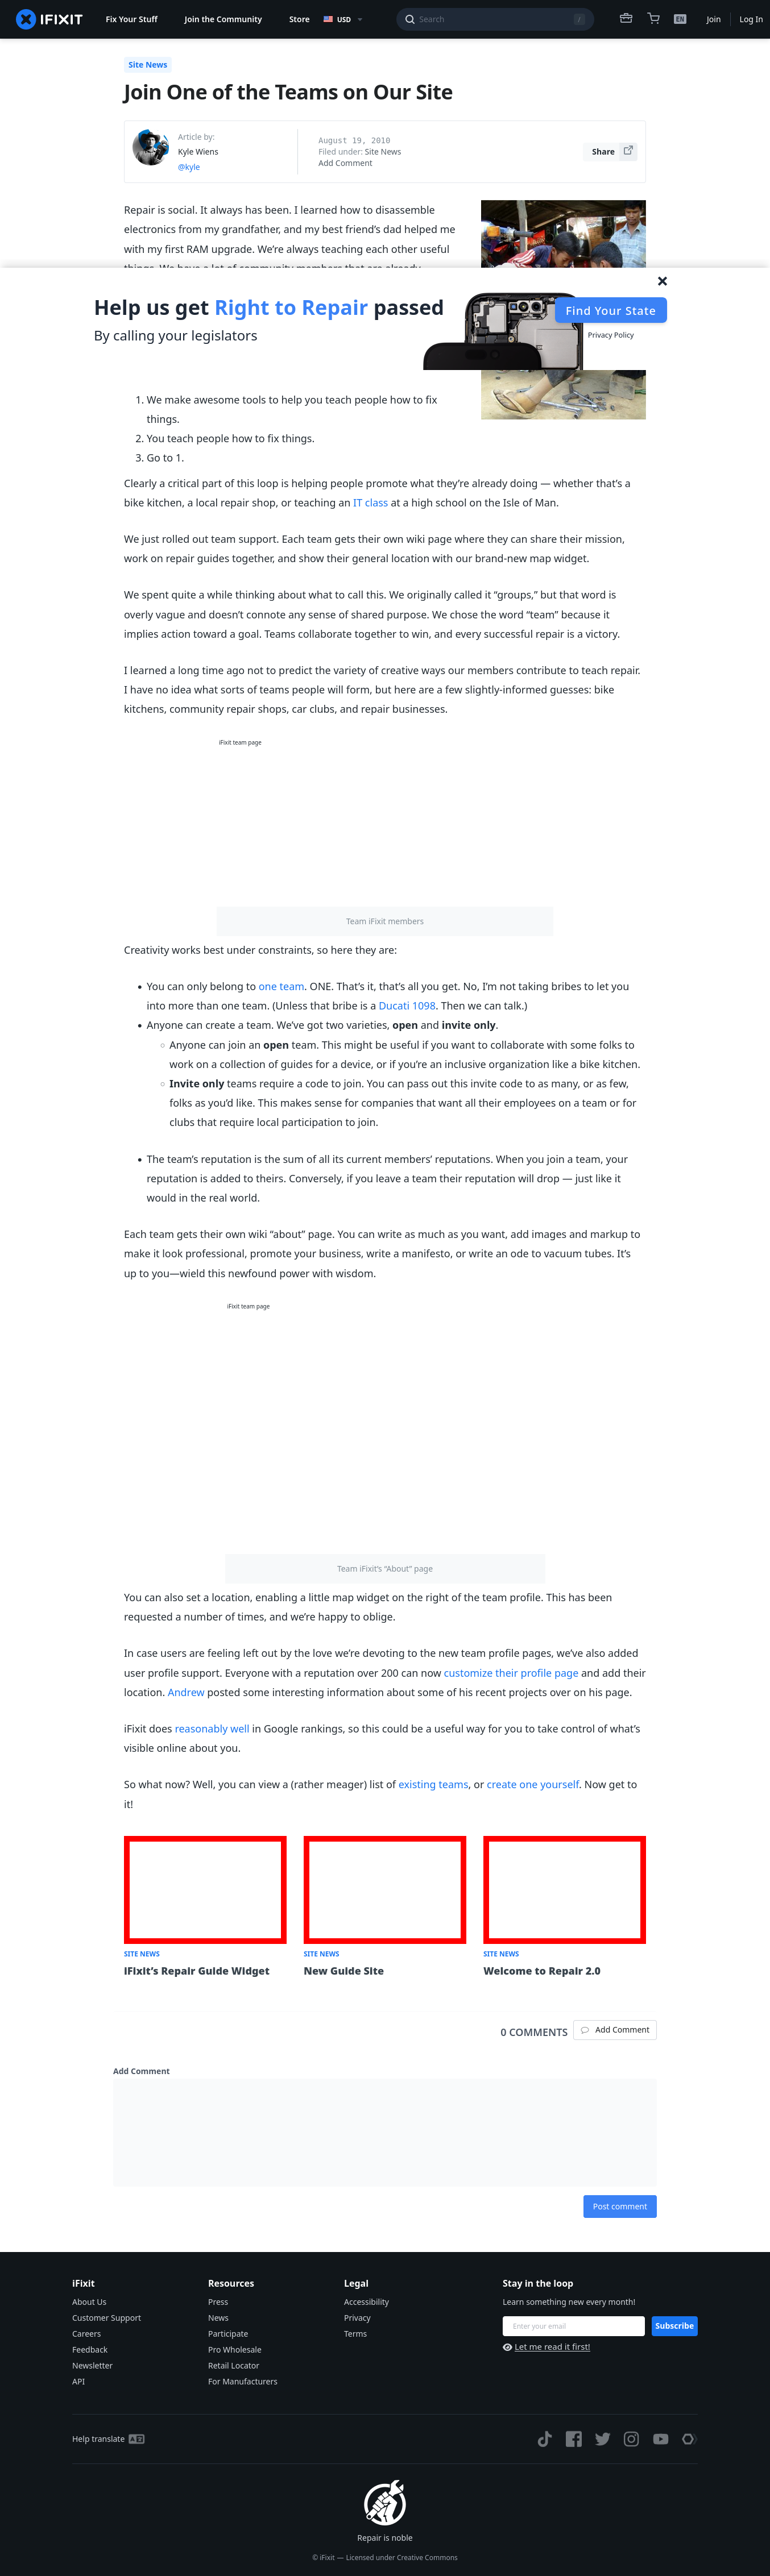 IFIXIT
Fix Your Stuff
Join the Community
Store
USD
Search
/
EN
Join
Log In
Site News
Join One of the Teams on Our Site
Article by:
Kyle Wiens
@kyle
August 19, 2010
Filed under: Site News
Add Comment
Share
Repair is social. It always has been. I learned how to disassemble
electronics from my grandfather, and my best friend’s dad helped me
with my first RAM upgrade. We’re always teaching each other useful
things. We have a lot of community members that are already
Help us get Right to Repair passed
By calling your legislators
Find Your State
Privacy Policy
1. We make awesome tools to help you teach people how to fix
things.
2. You teach people how to fix things.
3. Go to 1.
Clearly a critical part of this loop is helping people promote what they’re already doing — whether that’s a
bike kitchen, a local repair shop, or teaching an IT class at a high school on the Isle of Man.
We just rolled out team support. Each team gets their own wiki page where they can share their mission,
work on repair guides together, and show their general location with our brand-new map widget.
We spent quite a while thinking about what to call this. We originally called it “groups,” but that word is
overly vague and doesn’t connote any sense of shared purpose. We chose the word “team” because it
implies action toward a goal. Teams collaborate together to win, and every successful repair is a victory.
I learned a long time ago not to predict the variety of creative ways our members contribute to teach repair.
I have no idea what sorts of teams people will form, but here are a few slightly-informed guesses: bike
kitchens, community repair shops, car clubs, and repair businesses.
iFixit team page
Team iFixit members
Creativity works best under constraints, so here they are:
• You can only belong to one team. ONE. That’s it, that’s all you get. No, I’m not taking bribes to let you
into more than one team. (Unless that bribe is a Ducati 1098. Then we can talk.)
• Anyone can create a team. We’ve got two varieties, open and invite only.
○ Anyone can join an open team. This might be useful if you want to collaborate with some folks to
work on a collection of guides for a device, or if you’re an inclusive organization like a bike kitchen.
○ Invite only teams require a code to join. You can pass out this invite code to as many, or as few,
folks as you’d like. This makes sense for companies that want all their employees on a team or for
clubs that require local participation to join.
• The team’s reputation is the sum of all its current members’ reputations. When you join a team, your
reputation is added to theirs. Conversely, if you leave a team their reputation will drop — just like it
would in the real world.
Each team gets their own wiki “about” page. You can write as much as you want, add images and markup to
make it look professional, promote your business, write a manifesto, or write an ode to vacuum tubes. It’s
up to you—wield this newfound power with wisdom.
iFixit team page
Team iFixit’s “About” page
You can also set a location, enabling a little map widget on the right of the team profile. This has been
requested a number of times, and we’re happy to oblige.
In case users are feeling left out by the love we’re devoting to the new team profile pages, we’ve also added
user profile support. Everyone with a reputation over 200 can now customize their profile page and add their
location. Andrew posted some interesting information about some of his recent projects over on his page.
iFixit does reasonably well in Google rankings, so this could be a useful way for you to take control of what’s
visible online about you.
So what now? Well, you can view a (rather meager) list of existing teams, or create one yourself. Now get to
it!
SITE NEWS
iFixit’s Repair Guide Widget
SITE NEWS
New Guide Site
SITE NEWS
Welcome to Repair 2.0
0 COMMENTS
Add Comment
Add Comment
Post comment
iFixit
About Us
Customer Support
Careers
Feedback
Newsletter
API
Resources
Press
News
Participate
Pro Wholesale
Retail Locator
For Manufacturers
Legal
Accessibility
Privacy
Terms
Stay in the loop
Learn something new every month!
Enter your email
Subscribe
Let me read it first!
Help translate
Repair is noble
© iFixit — Licensed under Creative Commons